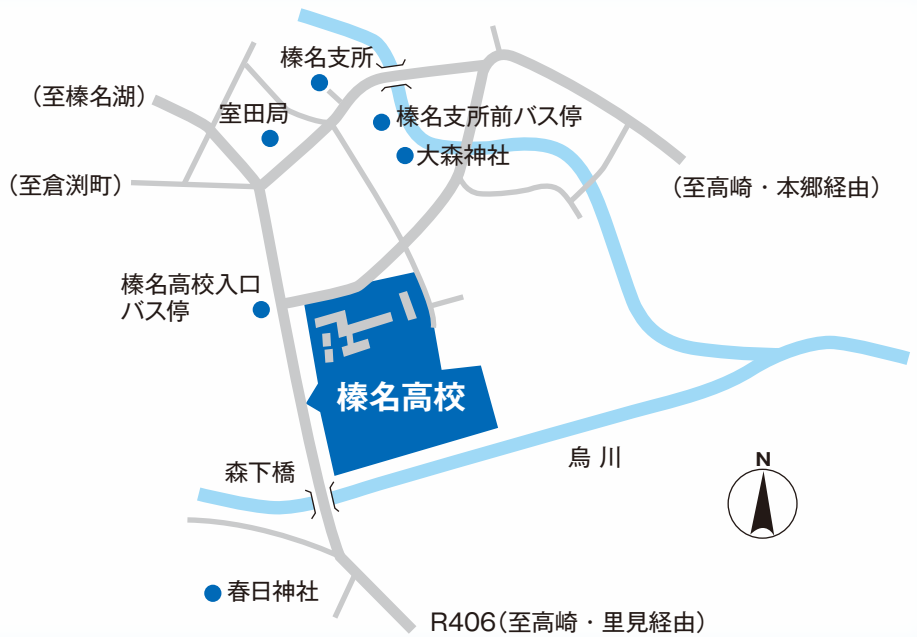 榛名支所
(至榛名湖)
室田局
榛名支所前バス停
大森神社
(至倉渕町)
(至高崎・本郷経由)
榛名高校入口
バス停
榛名高校
烏川
森下橋
N
春日神社
R406(至高崎・里見経由)